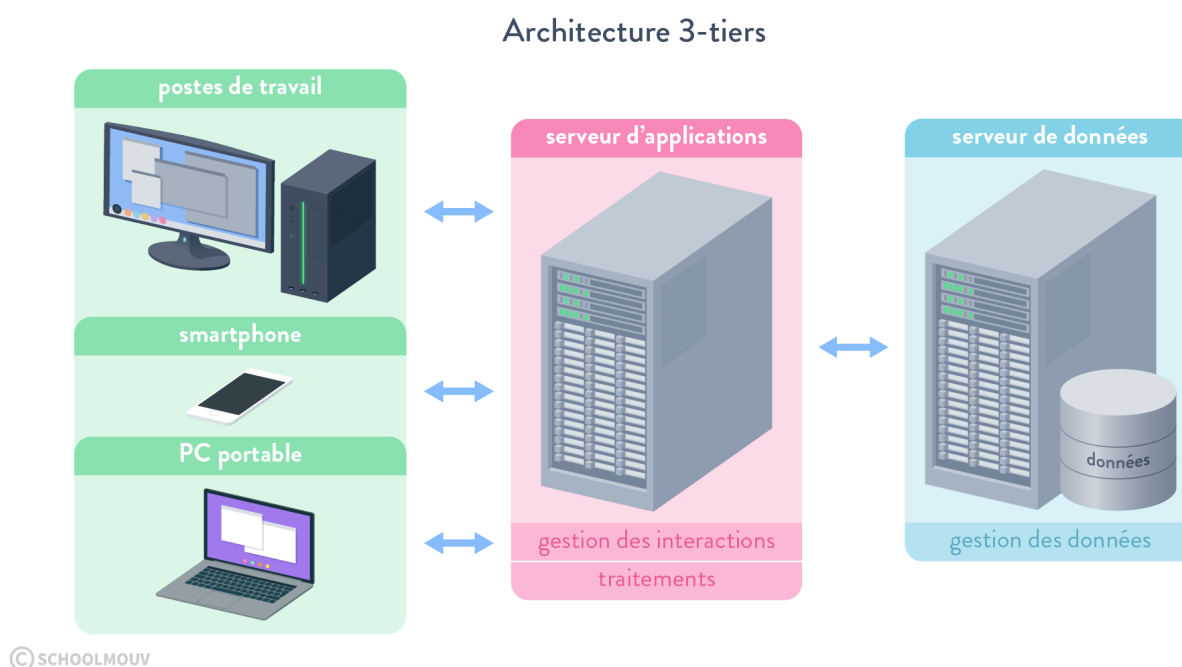 Architecture 3-tiers
postes de travail
smartphone
PC portable
serveur d'applications
gestion des interactions
traitements
serveur de données
données
gestion des données
© SCHOOLMOUV